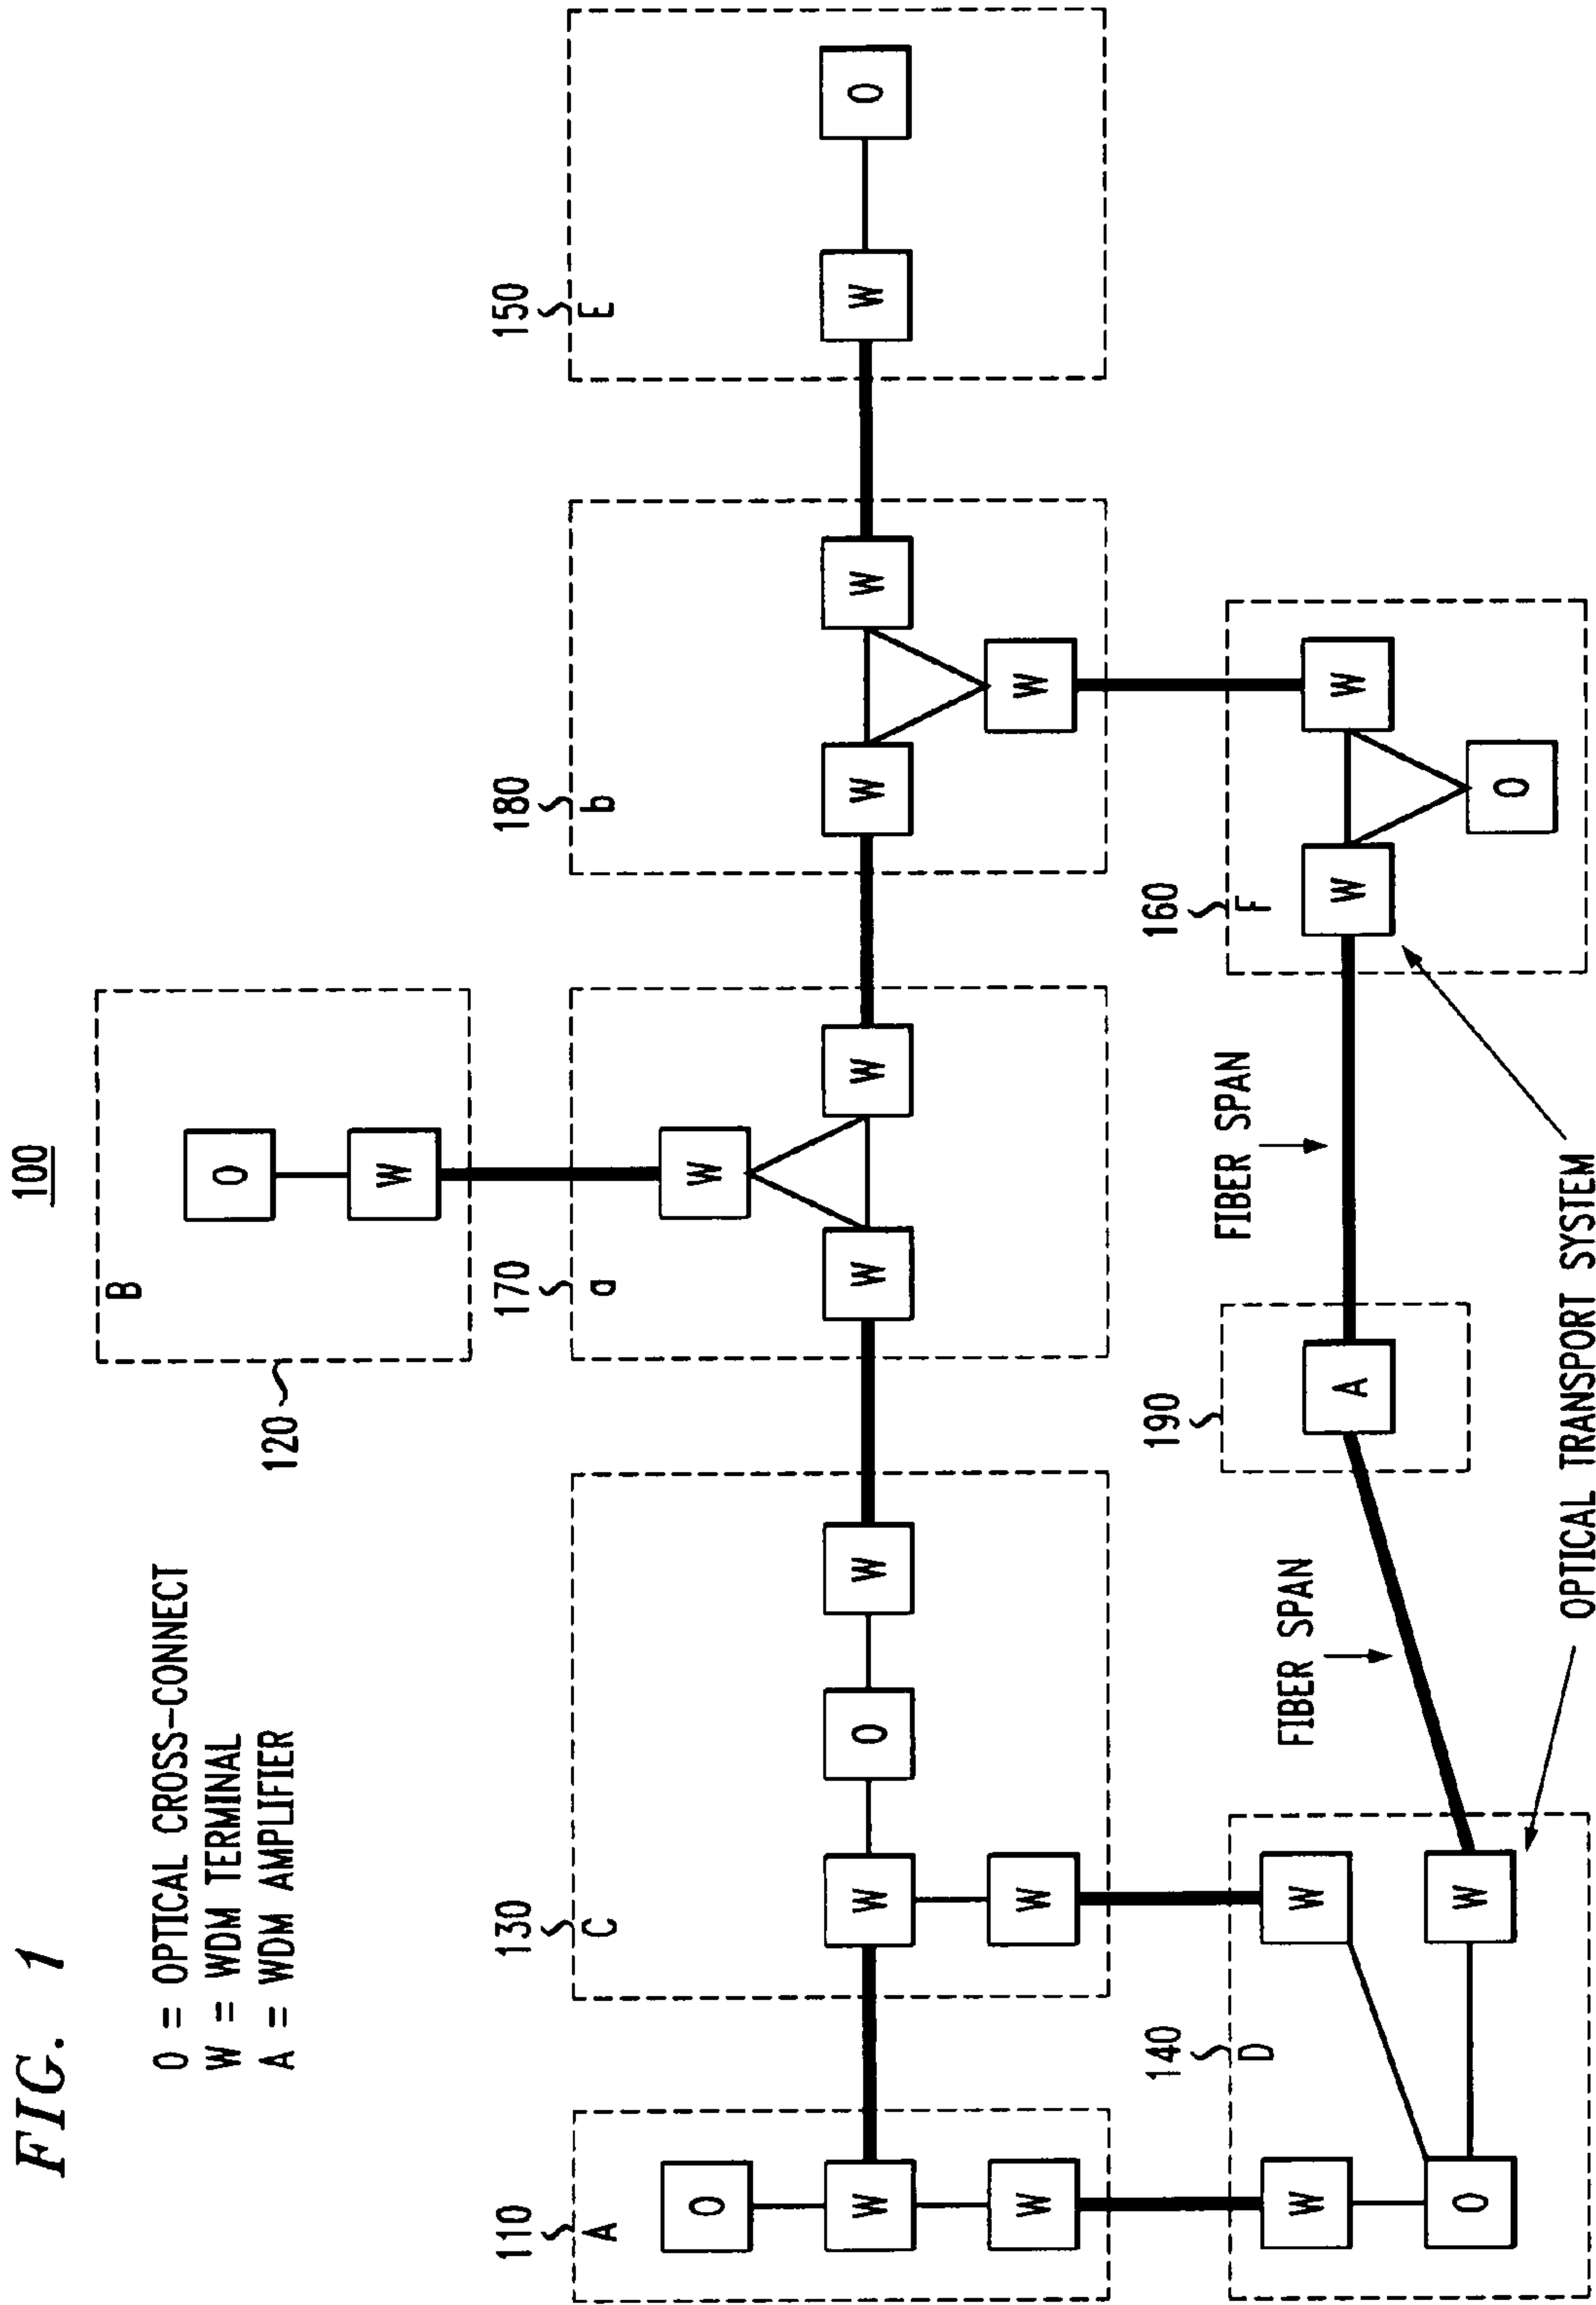 FIG. 1
100
O = OPTICAL CROSS-CONNECT
W = WDM TERMINAL
A = WDM AMPLIFIER
120
B
O
W
110
A
O
W
W
130
C
W
O
W
W
170
a
W
W
W
180
b
W
W
W
150
E
W
O
140
D
W
W
O
W
FIBER SPAN
190
A
FIBER SPAN
160
F
W
W
O
OPTICAL TRANSPORT SYSTEM